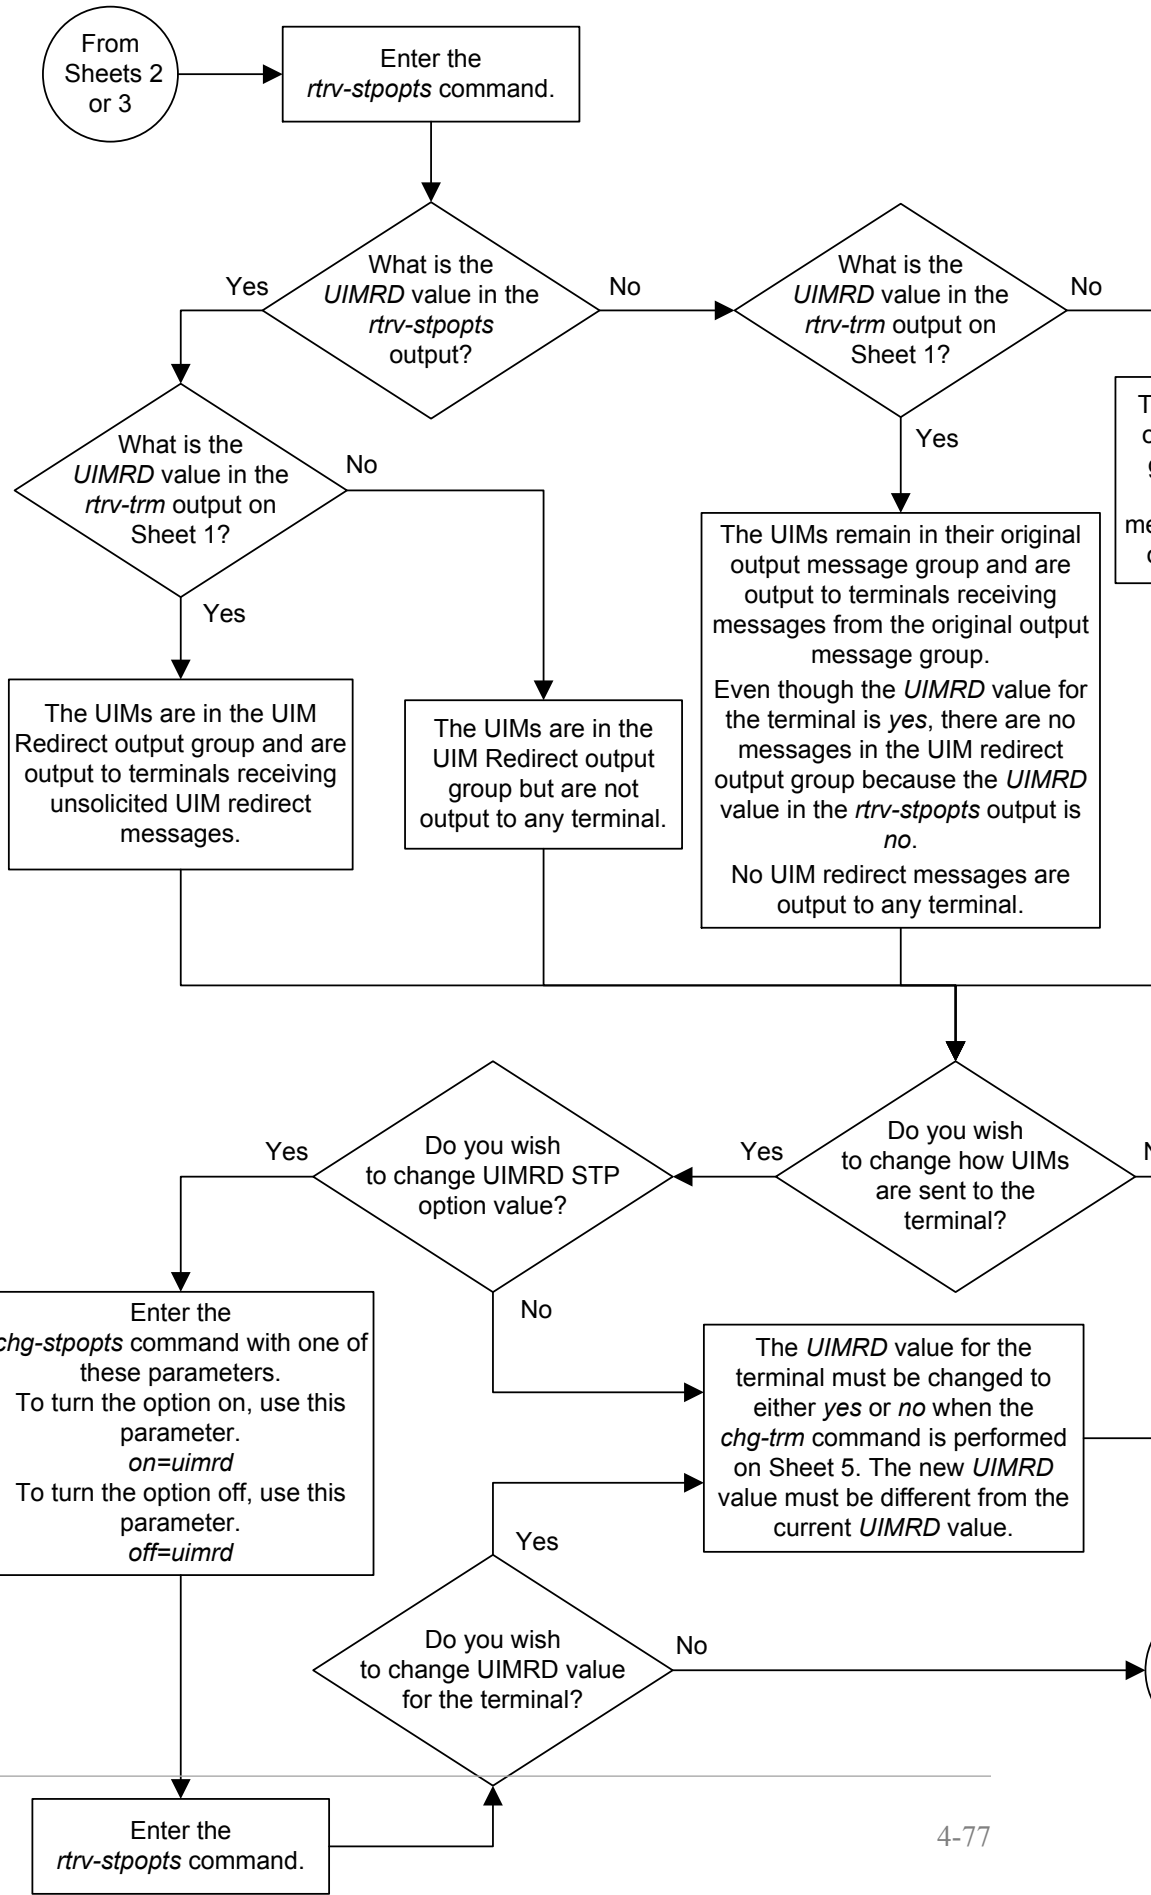 From
Sheets 2
or 3
Enter the
rtrv-stpopts command.
What is the
UIMRD value in the
rtrv-stpopts
output?
Yes
No
What is the
UIMRD value in the
rtrv-trm output on
Sheet 1?
No
Yes
What is the
UIMRD value in the
rtrv-trm output on
Sheet 1?
No
Yes
The UIMs are in the UIM
Redirect output group and are
output to terminals receiving
unsolicited UIM redirect
messages.
The UIMs are in the
UIM Redirect output
group but are not
output to any terminal.
The UIMs remain in their original
output message group and are
output to terminals receiving
messages from the original output
message group.
Even though the UIMRD value for
the terminal is yes, there are no
messages in the UIM redirect
output group because the UIMRD
value in the rtrv-stpopts output is
no.
No UIM redirect messages are
output to any terminal.
Do you wish
to change how UIMs
are sent to the
terminal?
Yes
Do you wish
to change UIMRD STP
option value?
Yes
No
Enter the
chg-stpopts command with one of
these parameters.
To turn the option on, use this
parameter.
on=uimrd
To turn the option off, use this
parameter.
off=uimrd
The UIMRD value for the
terminal must be changed to
either yes or no when the
chg-trm command is performed
on Sheet 5. The new UIMRD
value must be different from the
current UIMRD value.
Yes
Do you wish
to change UIMRD value
for the terminal?
No
Enter the
rtrv-stpopts command.
4-77